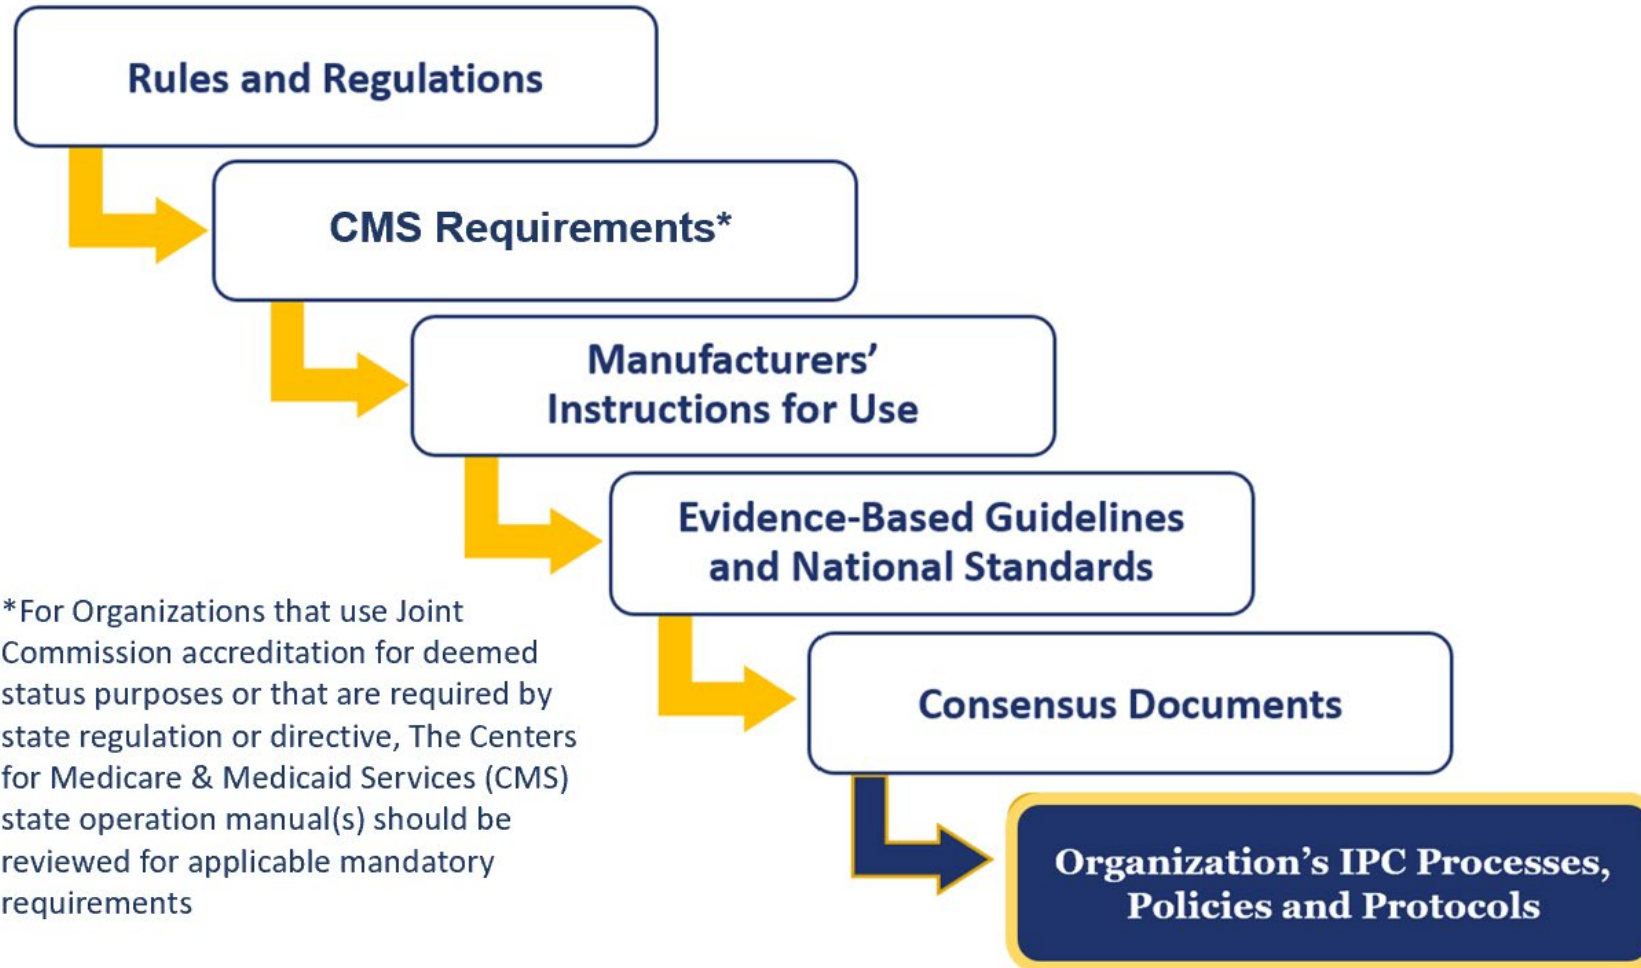 Rules and Regulations
CMS Requirements*
Manufacturers’
Instructions for Use
Evidence-Based Guidelines
and National Standards
Consensus Documents
Organization’s IPC Processes,
Policies and Protocols
*For Organizations that use Joint
Commission accreditation for deemed
status purposes or that are required by
state regulation or directive, The Centers
for Medicare & Medicaid Services (CMS)
state operation manual(s) should be
reviewed for applicable mandatory
requirements